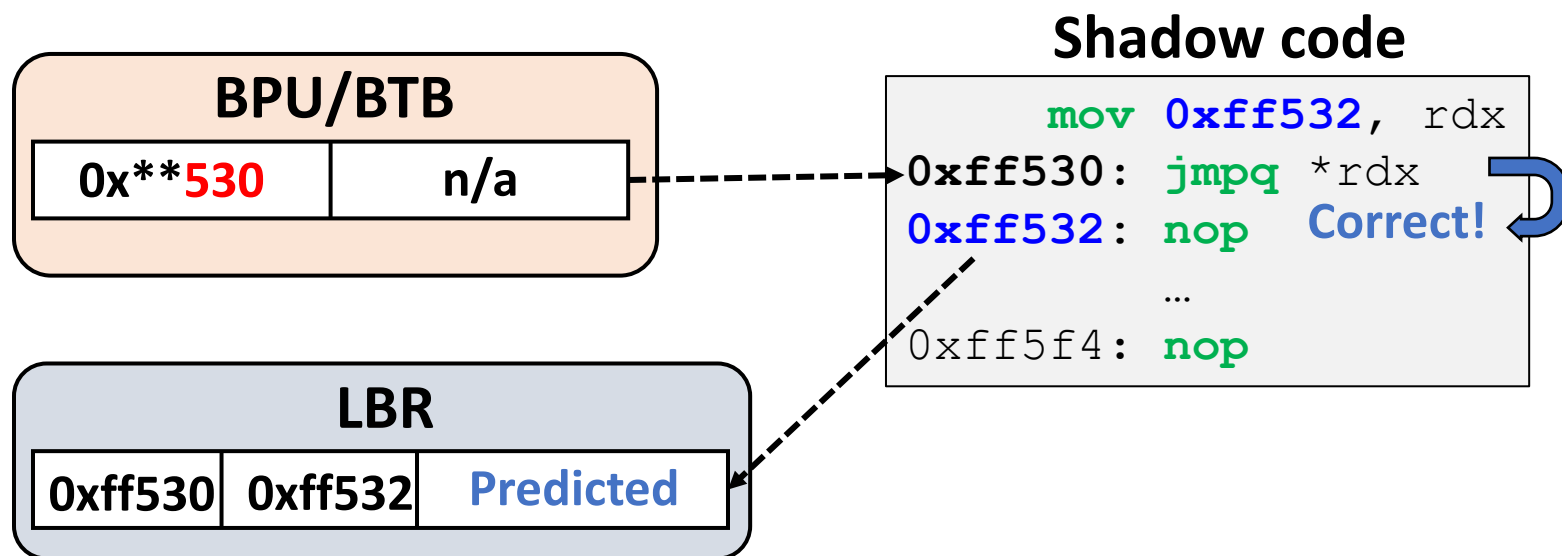 BPU/BTB
0x**530
n/a
LBR
0xff530
0xff532
Predicted
Shadow code
mov 0xff532, rdx
0xff530: jmpq *rdx
0xff532: nop
Correct!
…
0xff5f4: nop